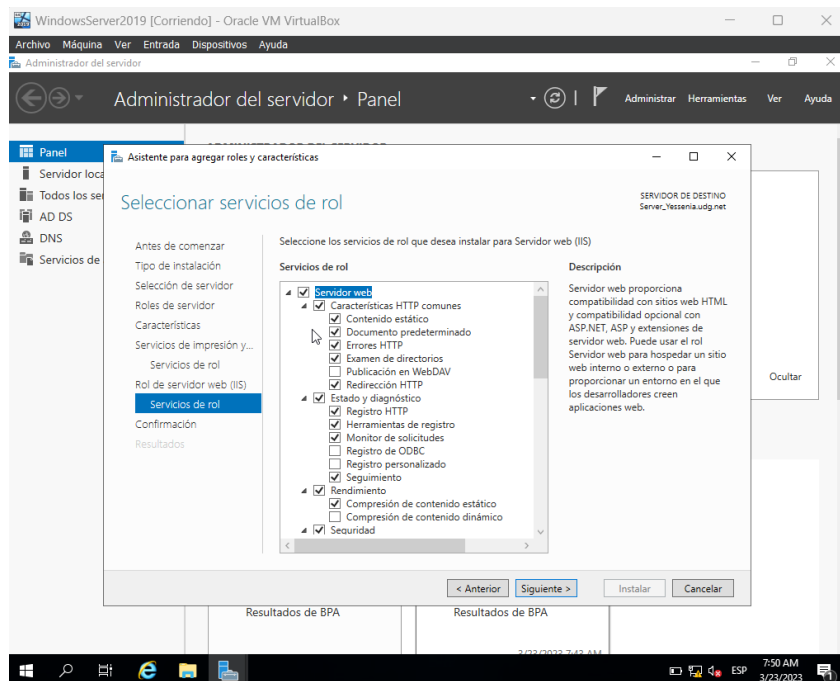 WindowsServer2019 [Corriendo] - Oracle VM VirtualBox
Archivo Máquina Ver Entrada Dispositivos Ayuda
Administrador del servidor
Administrador del servidor ‣ Panel
Administrar Herramientas Ver Ayuda
Panel
Servidor loca
Todos los ser
AD DS
DNS
Servicios de
Asistente para agregar roles y características
Seleccionar servicios de rol
SERVIDOR DE DESTINO
Server_Yessenia.udg.net
Antes de comenzar
Tipo de instalación
Selección de servidor
Roles de servidor
Características
Servicios de impresión y...
Servicios de rol
Rol de servidor web (IIS)
Servicios de rol
Confirmación
Resultados
Seleccione los servicios de rol que desea instalar para Servidor web (IIS)
Servicios de rol
Servidor web
Características HTTP comunes
Contenido estático
Documento predeterminado
Errores HTTP
Examen de directorios
Publicación en WebDAV
Redirección HTTP
Estado y diagnóstico
Registro HTTP
Herramientas de registro
Monitor de solicitudes
Registro de ODBC
Registro personalizado
Seguimiento
Rendimiento
Compresión de contenido estático
Compresión de contenido dinámico
Seguridad
Descripción
Servidor web proporciona
compatibilidad con sitios web HTML
y compatibilidad opcional con
ASP.NET, ASP y extensiones de
servidor web. Puede usar el rol
Servidor web para hospedar un sitio
web interno o externo o para
proporcionar un entorno en el que
los desarrolladores creen
aplicaciones web.
Ocultar
< Anterior Siguiente > Instalar Cancelar
Resultados de BPA Resultados de BPA
3/23/2023 7:43 AM
ESP
7:50 AM
3/23/2023